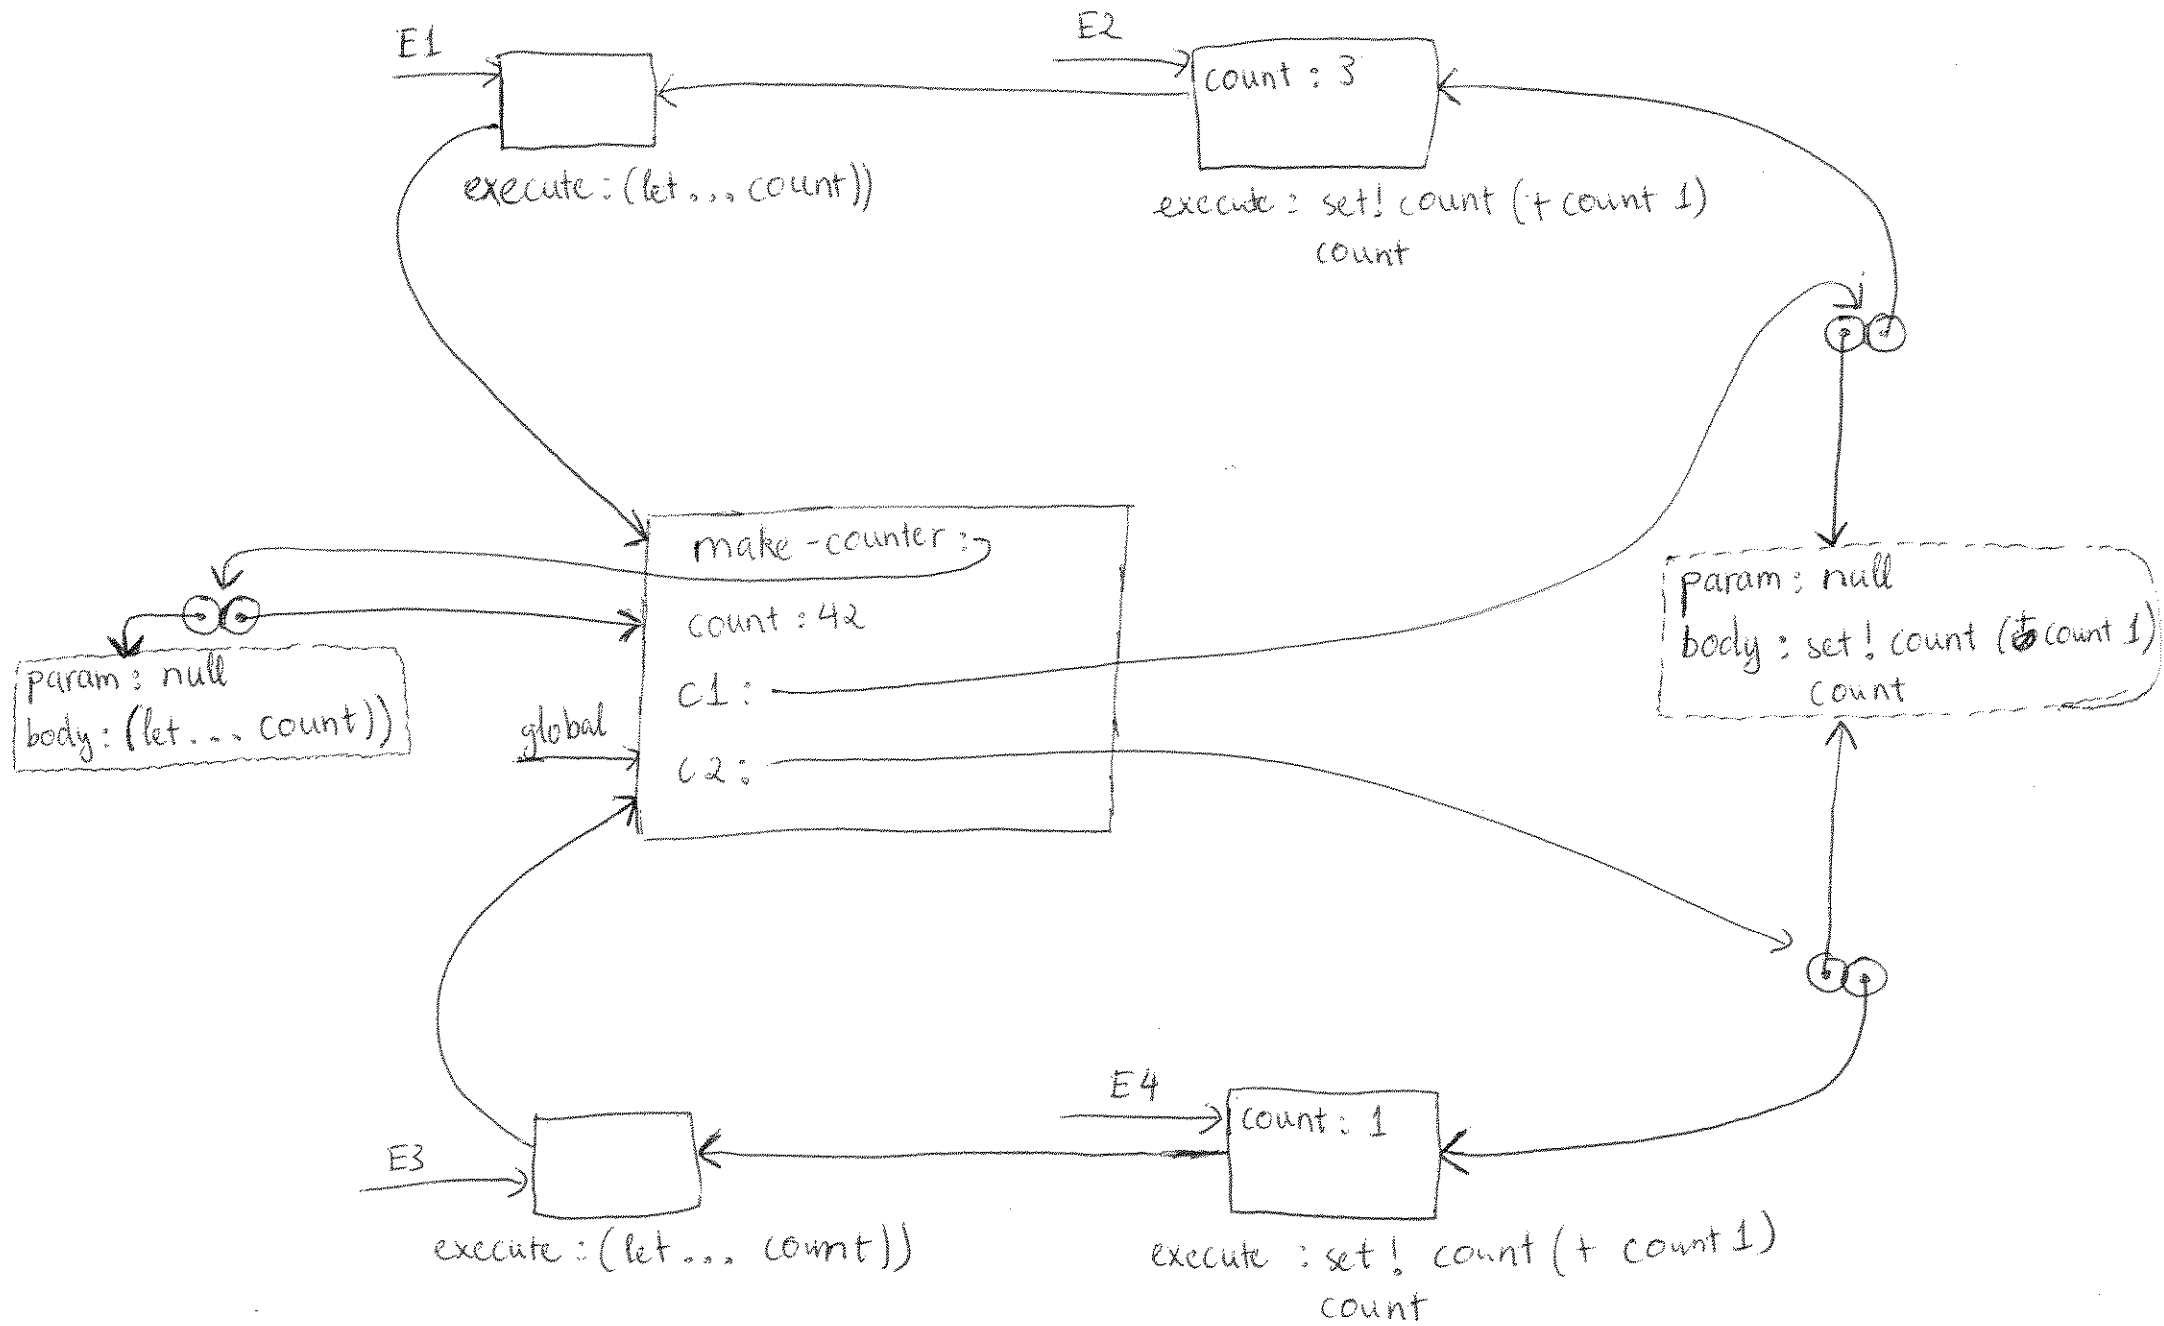 E1
E2
count : 3
execute : (let ... count))
execute : set! count (+ count 1)
count
make-counter :
count : 42
c1 :
c2 :
global
param : null
body : (let ... count))
param : null
body : set! count (+ count 1)
count
E3
E4
count : 1
execute : (let ... count))
execute : set! count (+ count 1)
count